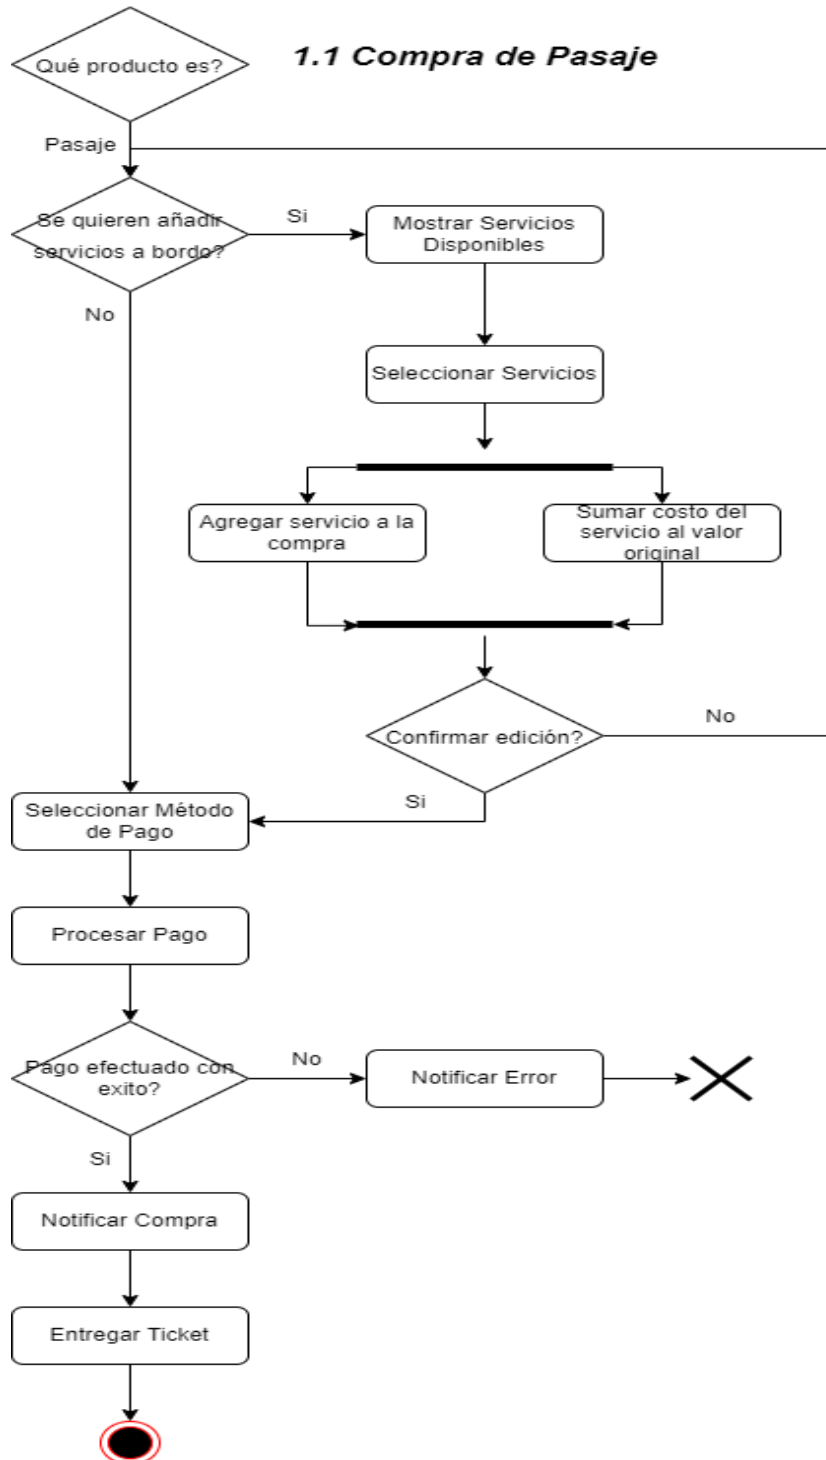 1.1 Compra de Pasaje
Qué producto es?
Pasaje
Se quieren añadir
servicios a bordo?
Si
Mostrar Servicios
Disponibles
No
Seleccionar Servicios
Agregar servicio a la
compra
Sumar costo del
servicio al valor
original
Confirmar edición?
No
Si
Seleccionar Método
de Pago
Procesar Pago
Pago efectuado con
exito?
No
Notificar Error
Si
Notificar Compra
Entregar Ticket